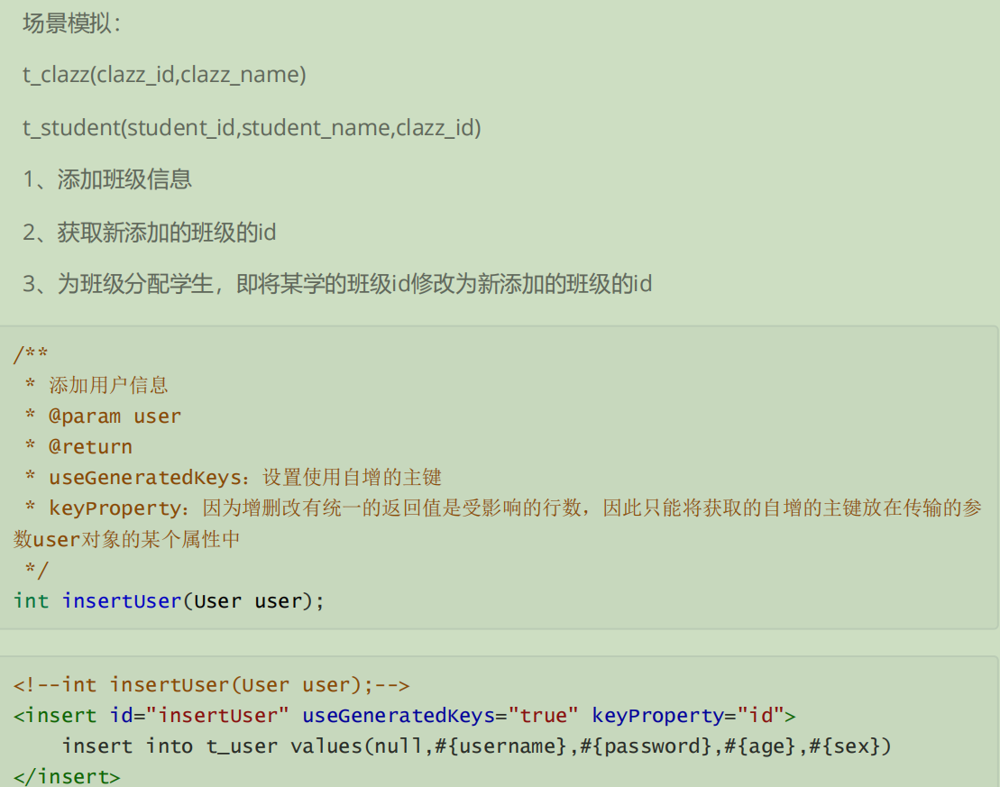 场景模拟：
t_clazz(clazz_id,clazz_name)
t_student(student_id,student_name,clazz_id)
1、添加班级信息
2、获取新添加的班级的id
3、为班级分配学生，即将某学的班级id修改为新添加的班级的id
/**
 * 添加用户信息
 * @param user
 * @return
 * useGeneratedKeys：设置使用自增的主键
 * keyProperty：因为增删改有统一的返回值是受影响的行数，因此只能将获取的自增的主键放在传输的参
数user对象的某个属性中
 */
int insertUser(User user);
<!--int insertUser(User user);-->
<insert id="insertUser" useGeneratedKeys="true" keyProperty="id">
    insert into t_user values(null,#{username},#{password},#{age},#{sex})
</insert>